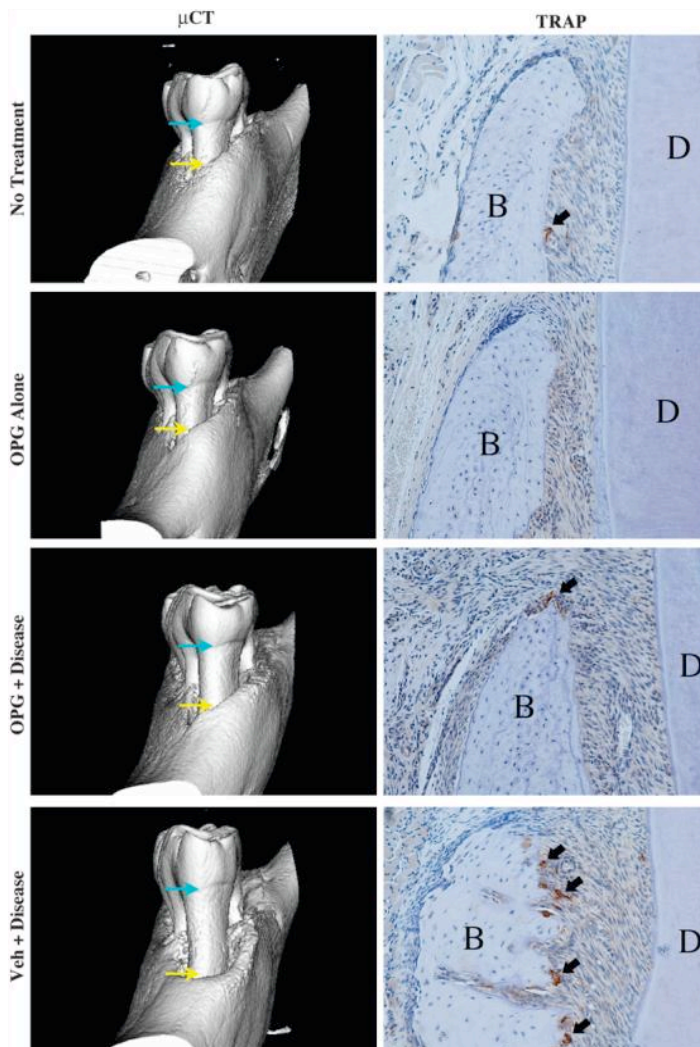 μCT TRAP
No Treatment
B D
OPG Alone
B D
OPG + Disease
B D
Veh + Disease
B D